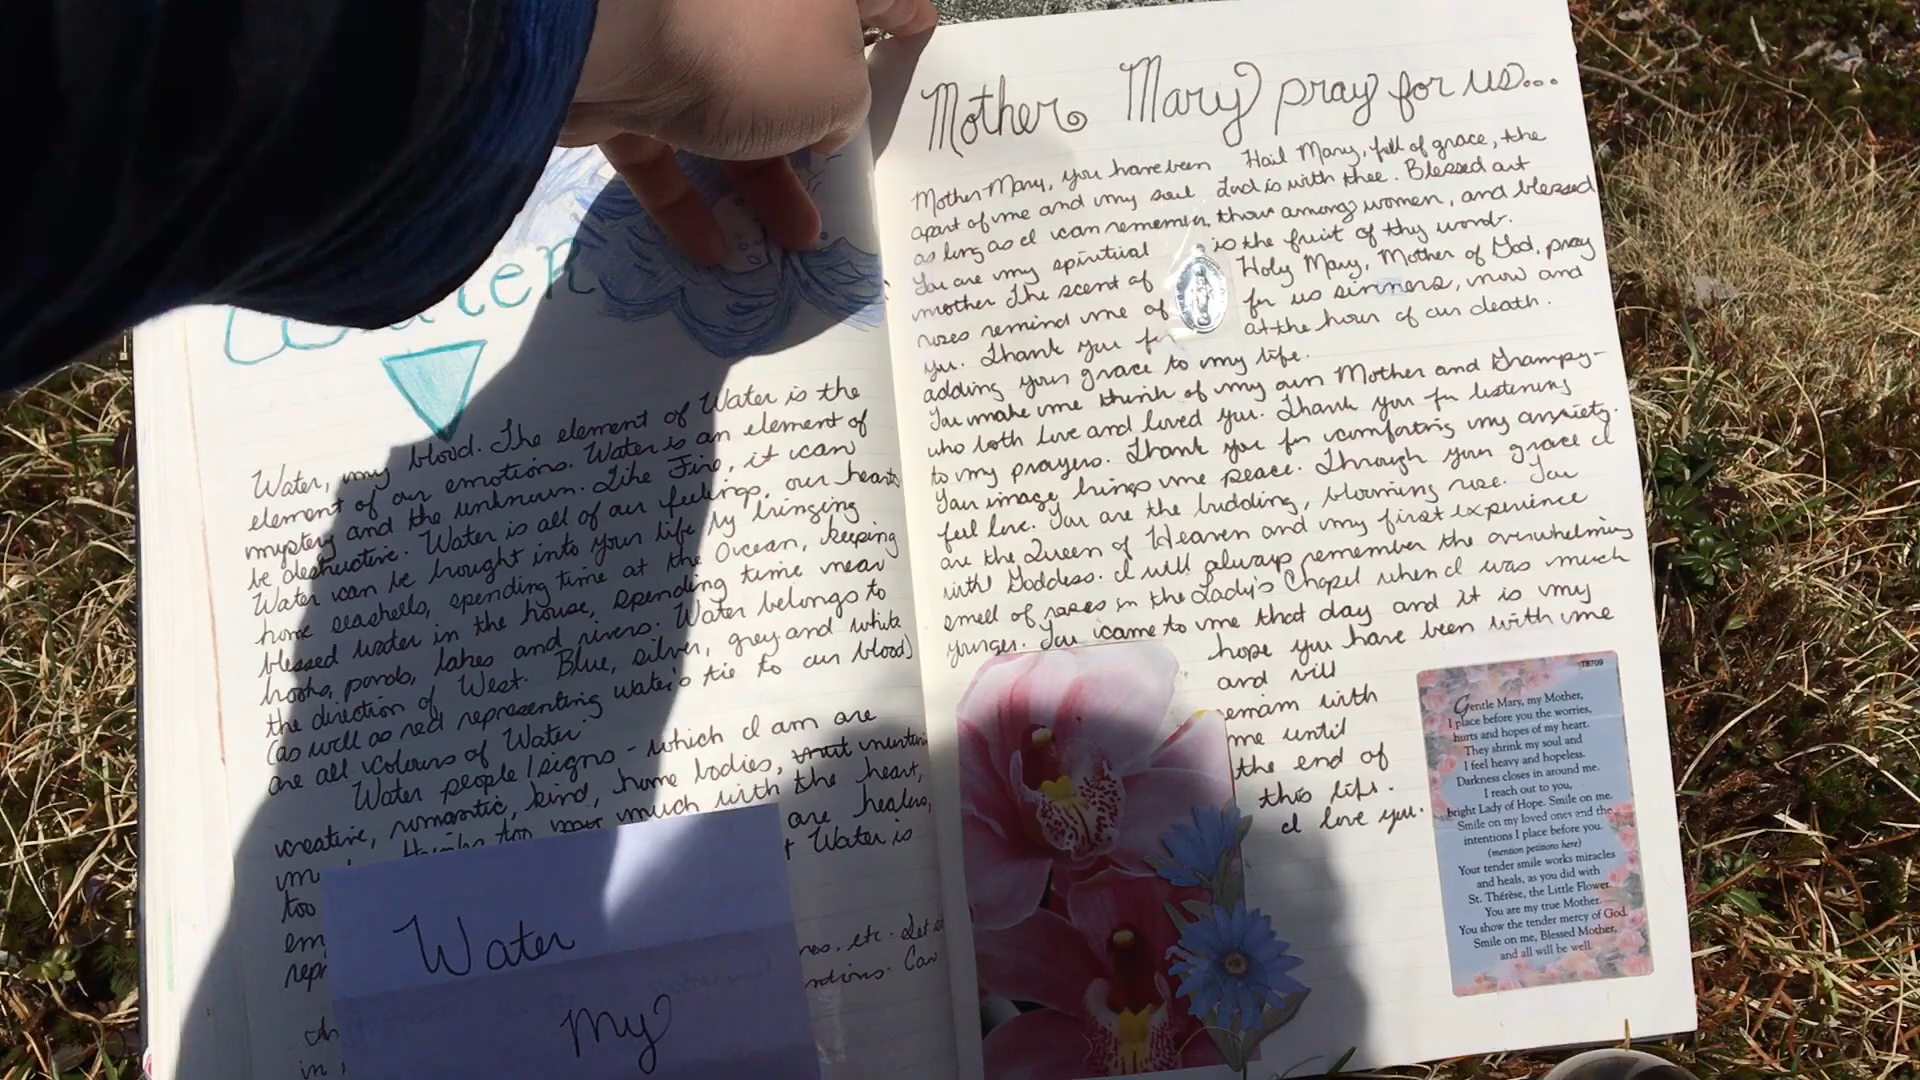 Water
Water, my blood. The element of Water is the
element of our emotions. Water is an element of
mystery and the unknown. Like Fire, it can
be destructive. Water is all of our feelings, our hearts
Water can be brought into your life by bringing
home seashells, spending time at the Ocean, keeping
blessed water in the house, spending time near
books, ponds, lakes and rivers. Water belongs to
the direction of West. Blue, silver, grey and white
(as well as red representing water's tie to our blood)
are all colours of Water
Water people/signs - which I am are
creative, romantic, kind, home bodies,
much with the heart,
too are healers,
Water is
etc. Let
in
Water
My
Mother Mary pray for us...
Mother Mary, you have been
apart of me and my soul
as long as I can remember,
You are my spiritual
mother The scent of
roses remind me of
you. Thank you for
adding your grace to my life.
Hail Mary, full of grace, the
Lord is with thee. Blessed art
thou among women, and blessed
is the fruit of thy womb.
Holy Mary, Mother of God, pray
for us sinners, now and
at the hour of our death.
You make me think of my own Mother and Grampy-
who both love and loved you. Thank you for listening
to my prayers. Thank you for comforting my anxiety.
Your image brings me peace. Through your grace I
feel love. You are the budding, blooming rose. You
are the Queen of Heaven and my first experience
with Goddess. I will always remember the overwhelming
smell of roses in the Lady's Chapel when I was much
younger. You came to me that day and it is my
hope you have been with me
and will
remain with
me until
the end of
this life.
I love you.
TB709
Gentle Mary, my Mother,
I place before you the worries,
hurts and hopes of my heart.
They shrink my soul and
I feel heavy and hopeless.
Darkness closes in around me.
I reach out to you,
bright Lady of Hope. Smile on me.
Smile on my loved ones and the
intentions I place before you.
(mention petitions here)
Your tender smile works miracles
and heals, as you did with
St. Thérèse, the Little Flower.
You are my true Mother.
You show the tender mercy of God.
Smile on me, Blessed Mother,
and all will be well.